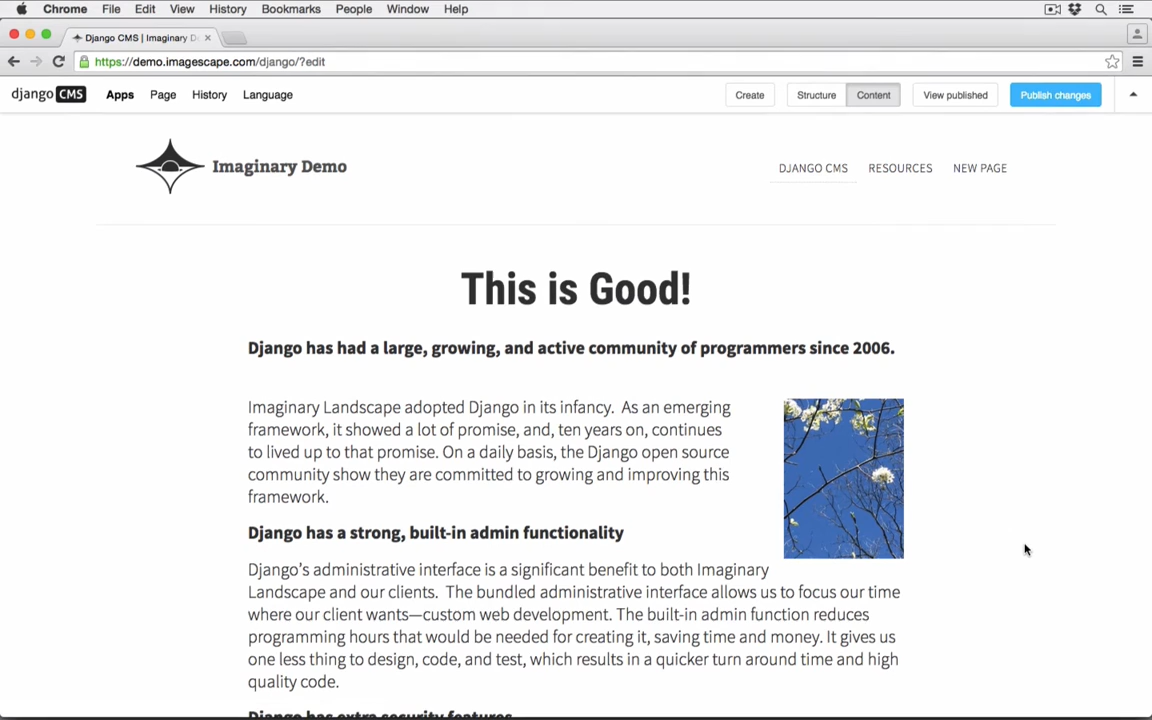 Chrome File Edit View History Bookmarks People Window Help
Django CMS | Imaginary D
https://demo.imagescape.com/django/?edit
django CMS Apps Page History Language Create Structure Content View published Publish changes
Imaginary Demo DJANGO CMS RESOURCES NEW PAGE
This is Good!
Django has had a large, growing, and active community of programmers since 2006.
Imaginary Landscape adopted Django in its infancy.  As an emerging
framework, it showed a lot of promise, and, ten years on, continues
to lived up to that promise. On a daily basis, the Django open source
community show they are committed to growing and improving this
framework.
Django has a strong, built-in admin functionality
Django’s administrative interface is a significant benefit to both Imaginary
Landscape and our clients.  The bundled administrative interface allows us to focus our time
where our client wants—custom web development. The built-in admin function reduces
programming hours that would be needed for creating it, saving time and money. It gives us
one less thing to design, code, and test, which results in a quicker turn around time and high
quality code.
Django has extra security features